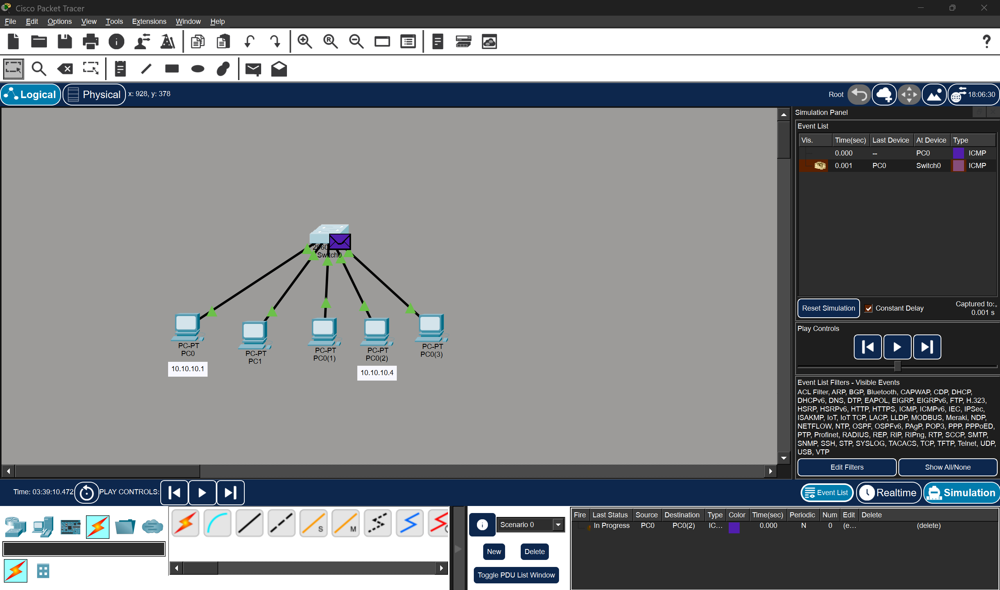 Cisco Packet Tracer
File Edit Options View Tools Extensions Window Help
Logical Physical x: 928, y: 378 Root 18:06:30
Simulation Panel
Event List
Vis. Time(sec) Last Device At Device Type
0.000 -- PC0 ICMP
0.001 PC0 Switch0 ICMP
Reset Simulation Constant Delay Captured to:
0.001 s
Play Controls
Event List Filters - Visible Events
ACL Filter, ARP, BGP, Bluetooth, CAPWAP, CDP, DHCP,
DHCPv6, DNS, DTP, EAPOL, EIGRP, EIGRPv6, FTP, H.323,
HSRP, HSRPv6, HTTP, HTTPS, ICMP, ICMPv6, IEC, IPSec,
ISAKMP, IoT, IoT TCP, LACP, LLDP, MODBUS, Meraki, NDP,
NETFLOW, NTP, OSPF, OSPFv6, PAgP, POP3, PPP, PPPoED,
PTP, Profinet, RADIUS, REP, RIP, RIPng, RTP, SCCP, SMTP,
SNMP, SSH, STP, SYSLOG, TACACS, TCP, TFTP, Telnet, UDP,
USB, VTP
Edit Filters Show All/None
2960
Switch0
PC-PT
PC0
10.10.10.1
PC-PT
PC1
PC-PT
PC0(1)
PC-PT
PC0(2)
10.10.10.4
PC-PT
PC0(3)
Time: 03:39:10.472 PLAY CONTROLS: Event List Realtime Simulation
S M
Scenario 0
New Delete
Toggle PDU List Window
Fire Last Status Source Destination Type Color Time(sec) Periodic Num Edit Delete
In Progress PC0 PC0(2) IC... 0.000 N 0 (e... (delete)